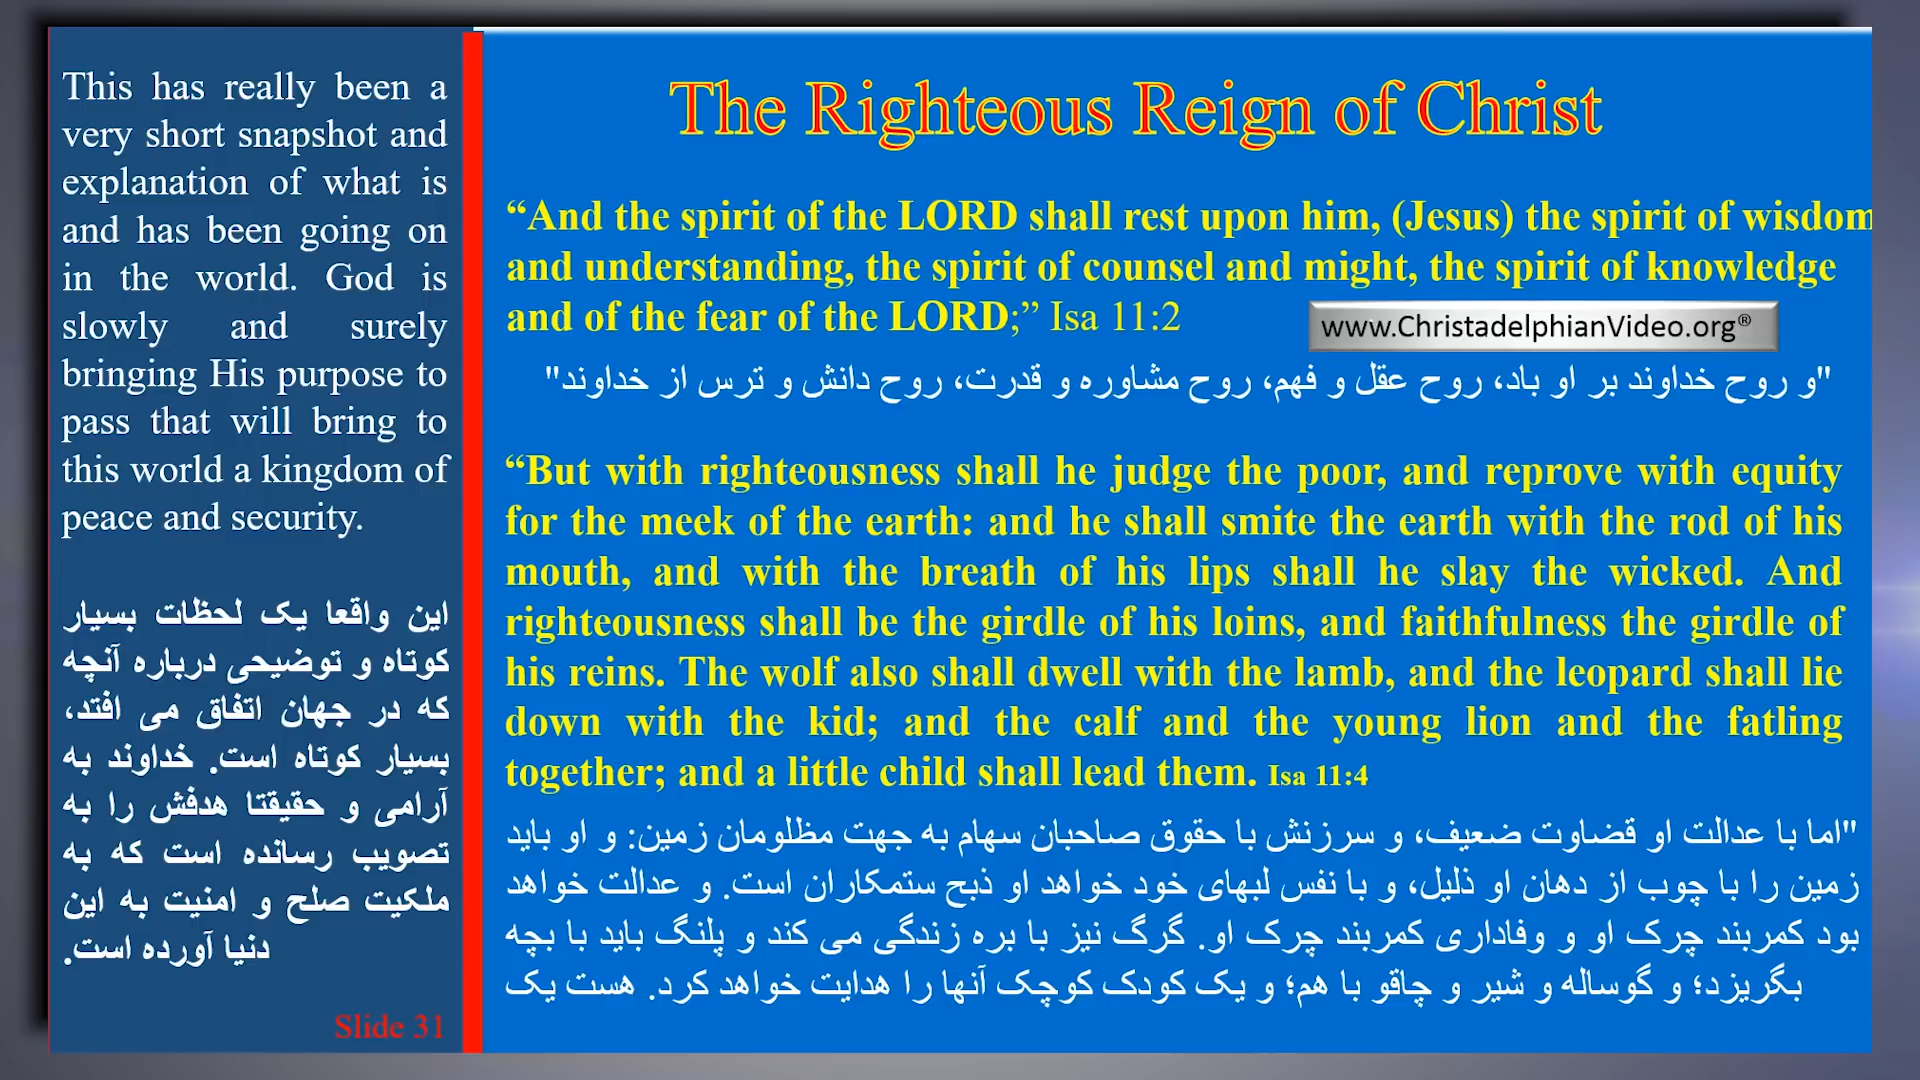 This has really been a
very short snapshot and
explanation of what is
and has been going on
in the world. God is
slowly and surely
bringing His purpose to
pass that will bring to
this world a kingdom of
peace and security.
این واقعا یک لحظات بسیار
کوتاه و توضیحی درباره آنچه
که در جهان اتفاق می افتد،
بسیار کوتاه است. خداوند به
آرامی و حقیقتا هدفش را به
تصویب رسانده است که به
ملکیت صلح و امنیت به این
دنیا آورده است.
Slide 31
The Righteous Reign of Christ
“And the spirit of the LORD shall rest upon him, (Jesus) the spirit of wisdom
and understanding, the spirit of counsel and might, the spirit of knowledge
and of the fear of the LORD;” Isa 11:2
www.ChristadelphianVideo.org®
"و روح خداوند بر او باد، روح عقل و فهم، روح مشاوره و قدرت، روح دانش و ترس از خداوند"
“But with righteousness shall he judge the poor, and reprove with equity
for the meek of the earth: and he shall smite the earth with the rod of his
mouth, and with the breath of his lips shall he slay the wicked. And
righteousness shall be the girdle of his loins, and faithfulness the girdle of
his reins. The wolf also shall dwell with the lamb, and the leopard shall lie
down with the kid; and the calf and the young lion and the fatling
together; and a little child shall lead them. Isa 11:4
"اما با عدالت او قضاوت ضعیف، و سرزنش با حقوق صاحبان سهام به جهت مظلومان زمین: و او باید
زمین را با چوب از دهان او ذلیل، و با نفس لبهای خود خواهد او ذبح ستمکاران است. و عدالت خواهد
بود کمربند چرک او و وفاداری کمربند چرک او. گرگ نیز با بره زندگی می کند و پلنگ باید با بچه
بگریزد؛ و گوساله و شیر و چاقو با هم؛ و یک کودک کوچک آنها را هدایت خواهد کرد. هست یک